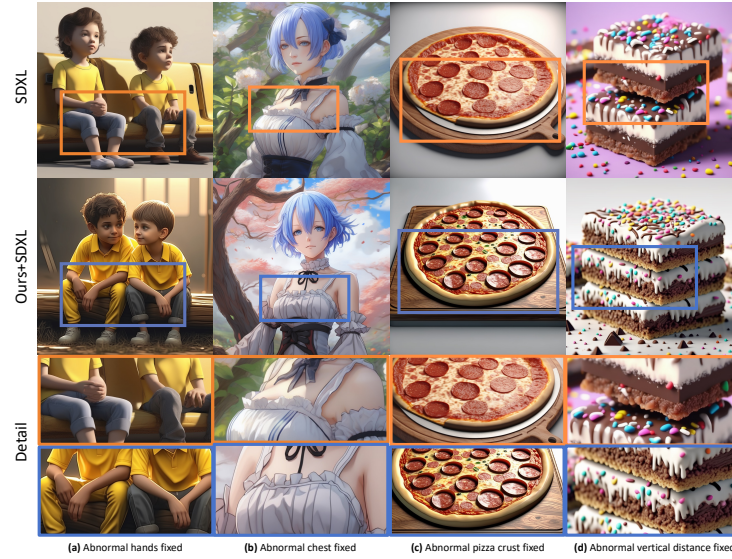 SDXL
Ours+SDXL
Detail
(a) Abnormal hands fixed
(b) Abnormal chest fixed
(c) Abnormal pizza crust fixed
(d) Abnormal vertical distance fixed